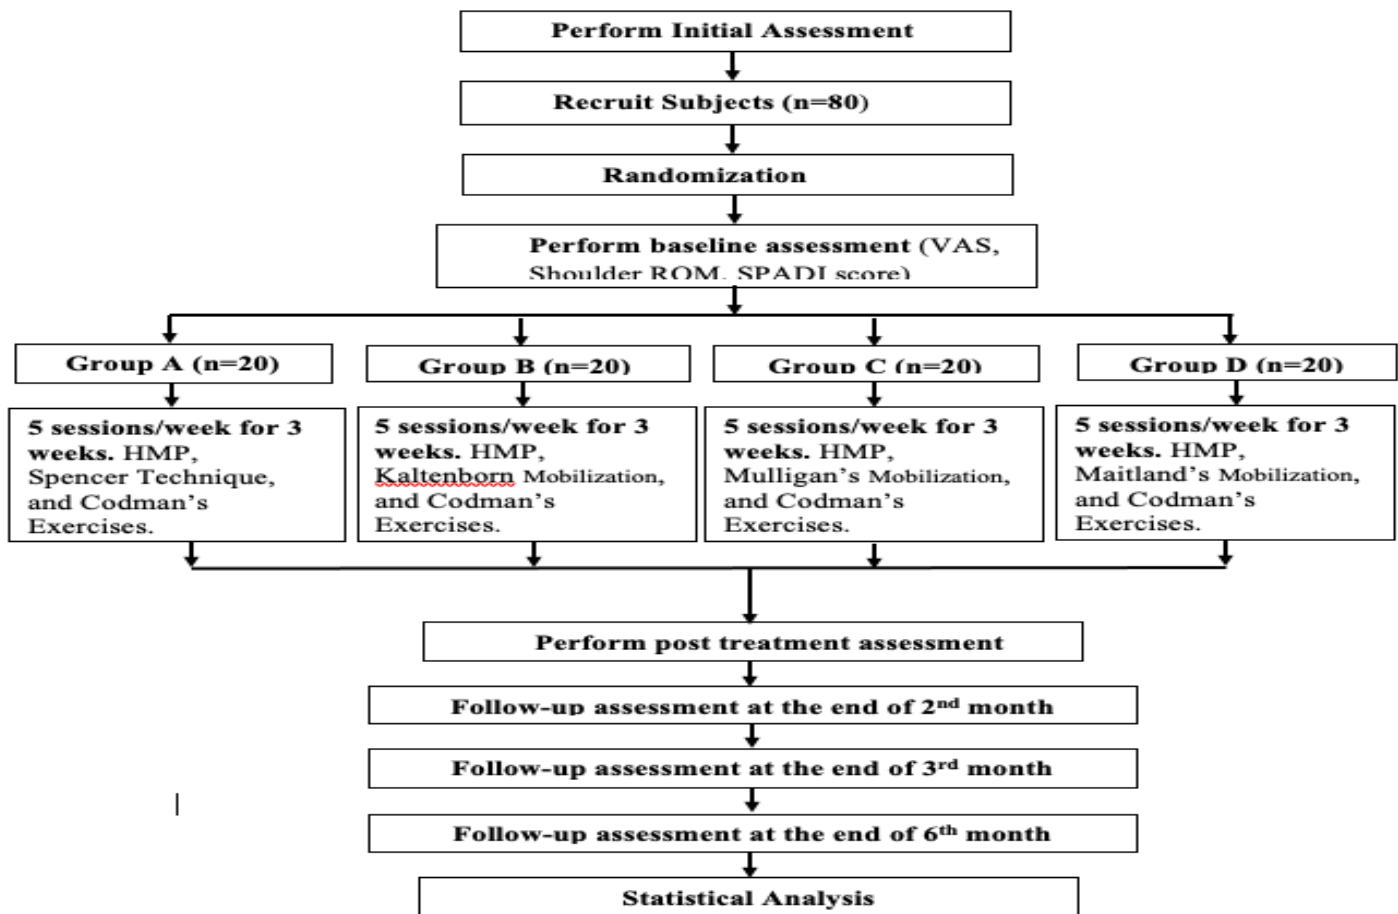 Perform Initial Assessment
Recruit Subjects (n=80)
Randomization
Perform baseline assessment (VAS,
Shoulder ROM, SPADI score)
Group A (n=20)
Group B (n=20)
Group C (n=20)
Group D (n=20)
5 sessions/week for 3
weeks. HMP,
Spencer Technique,
and Codman's
Exercises.
5 sessions/week for 3
weeks. HMP,
Kaltenborn Mobilization,
and Codman's
Exercises.
5 sessions/week for 3
weeks. HMP,
Mulligan's Mobilization,
and Codman's
Exercises.
5 sessions/week for 3
weeks. HMP,
Maitland's Mobilization,
and Codman's
Exercises.
Perform post treatment assessment
Follow-up assessment at the end of 2nd month
Follow-up assessment at the end of 3rd month
Follow-up assessment at the end of 6th month
Statistical Analysis